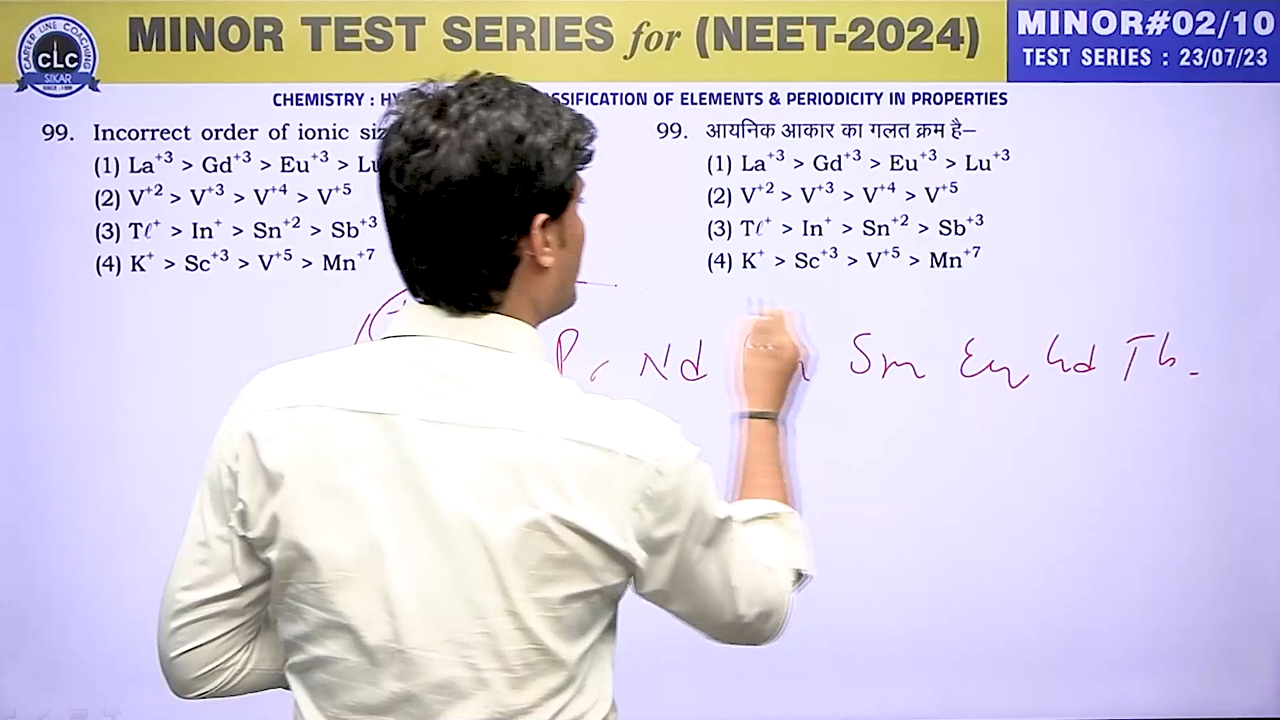 CAREER LINE COACHING
CLC
SIKAR
MINOR TEST SERIES for (NEET-2024)
MINOR#02/10
TEST SERIES : 23/07/23
CHEMISTRY : OF ELEMENTS & PERIODICITY IN PROPERTIES
99. Incorrect order of ionic
(1) La⁺³ > Gd⁺³ > Eu⁺³ >
(2) V⁺² > V⁺³ > V⁺⁴ > V⁺⁵
(3) Tℓ⁺ > In⁺ > Sn⁺² > Sb⁺³
(4) K⁺ > Sc⁺³ > V⁺⁵ > Mn⁺⁷
99. आयनिक आकार का गलत क्रम है–
(1) La⁺³ > Gd⁺³ > Eu⁺³ > Lu⁺³
(2) V⁺² > V⁺³ > V⁺⁴ > V⁺⁵
(3) Tℓ⁺ > In⁺ > Sn⁺² > Sb⁺³
(4) K⁺ > Sc⁺³ > V⁺⁵ > Mn⁺⁷
Pr Nd Sm Eu Gd Tb